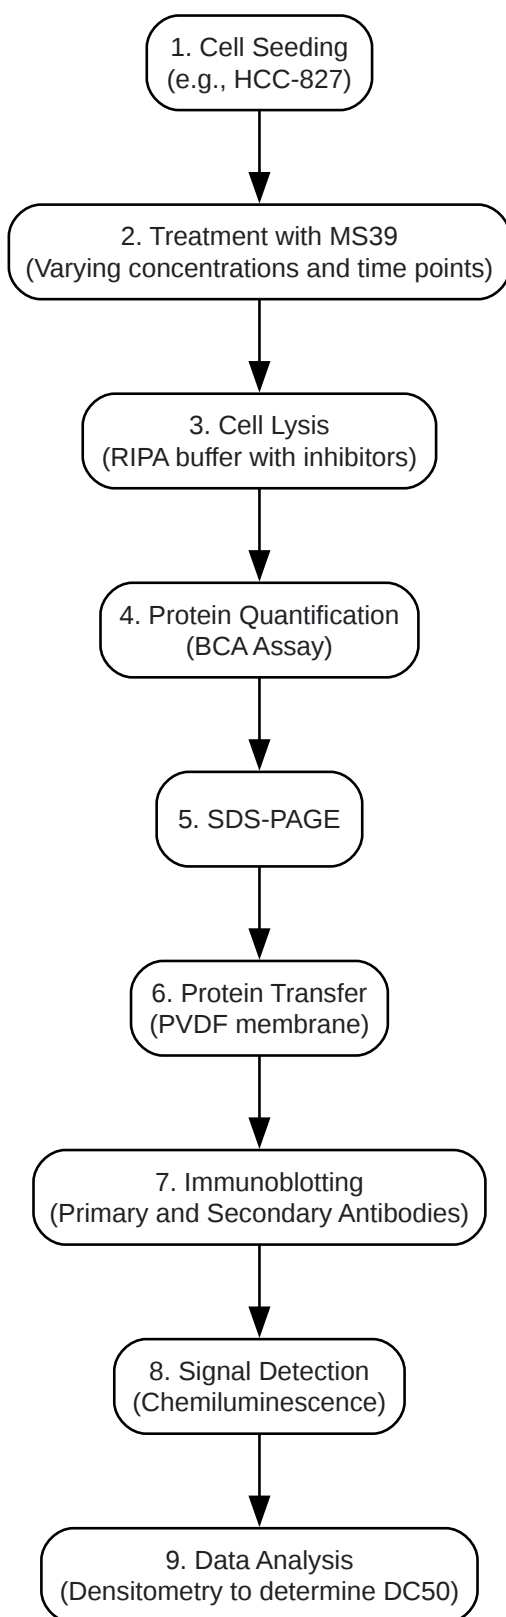 1. Cell Seeding
(e.g., HCC-827)
2. Treatment with MS39
(Varying concentrations and time points)
3. Cell Lysis
(RIPA buffer with inhibitors)
4. Protein Quantification
(BCA Assay)
5. SDS-PAGE
6. Protein Transfer
(PVDF membrane)
7. Immunoblotting
(Primary and Secondary Antibodies)
8. Signal Detection
(Chemiluminescence)
9. Data Analysis
(Densitometry to determine DC50)